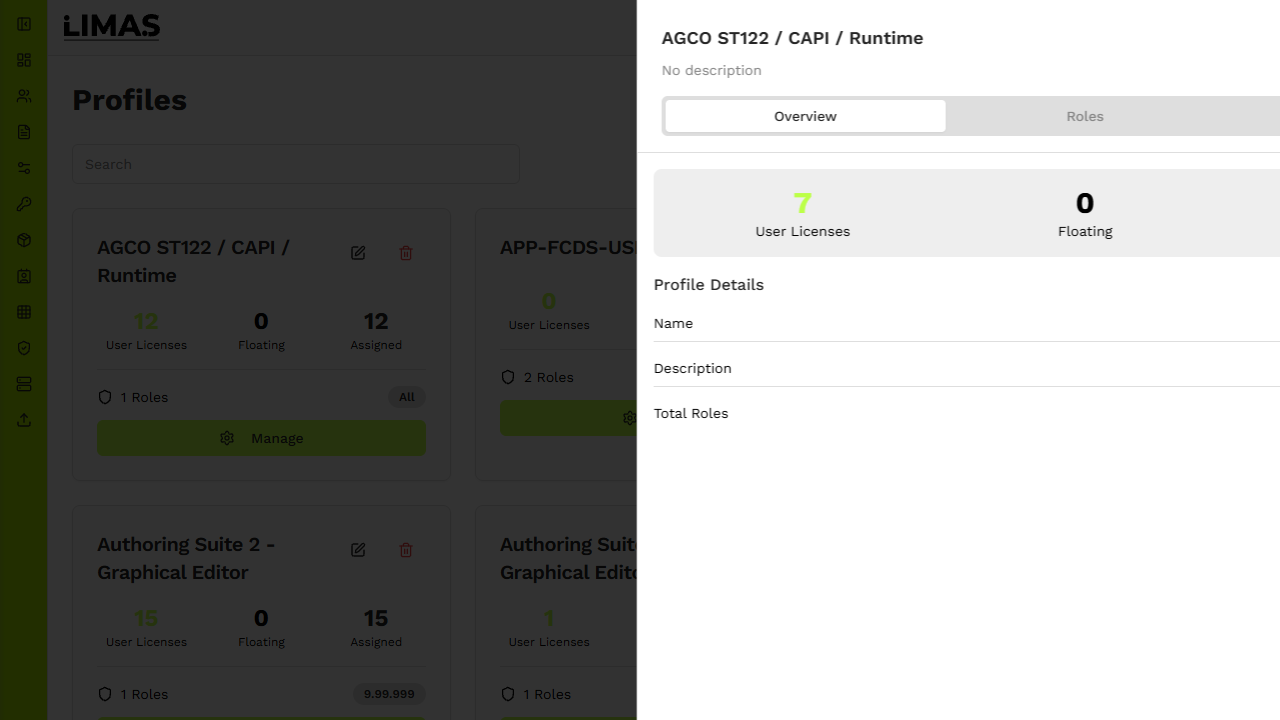 LIMAS
Profiles
Search
AGCO ST122 / CAPI /
Runtime
12
User Licenses
0
Floating
12
Assigned
1 Roles
All
Manage
APP-FCDS-US
0
User Licenses
2 Roles
Authoring Suite 2 -
Graphical Editor
15
User Licenses
0
Floating
15
Assigned
1 Roles
9.99.999
Authoring Suit
Graphical Edit
1
User Licenses
1 Roles
AGCO ST122 / CAPI / Runtime
No description
Overview
Roles
7
User Licenses
0
Floating
Profile Details
Name
Description
Total Roles